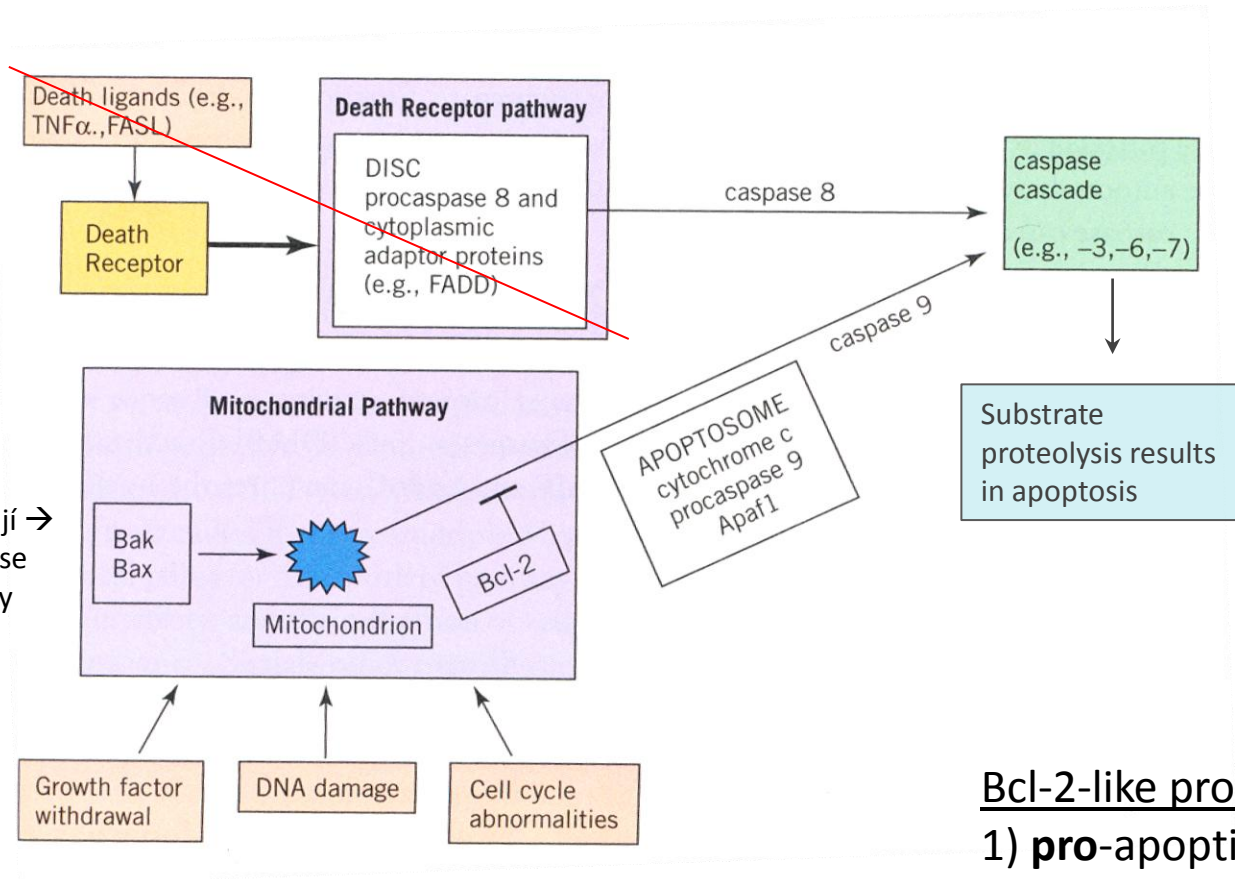 Death ligands (e.g.,
TNFα.,FASL)
Death
Receptor
Death Receptor pathway
DISC
procaspase 8 and
cytoplasmic
adaptor proteins
(e.g., FADD)
caspase 8
caspase
cascade
(e.g., –3,–6,–7)
caspase 9
Mitochondrial Pathway
APOPTOSOME
cytochrome c
procaspase 9
Apaf1
Substrate
proteolysis results
in apoptosis
jí →
se
y
Bak
Bax
Bcl-2
Mitochondrion
Growth factor
withdrawal
DNA damage
Cell cycle
abnormalities
Bcl-2-like pro
1) pro-apopti